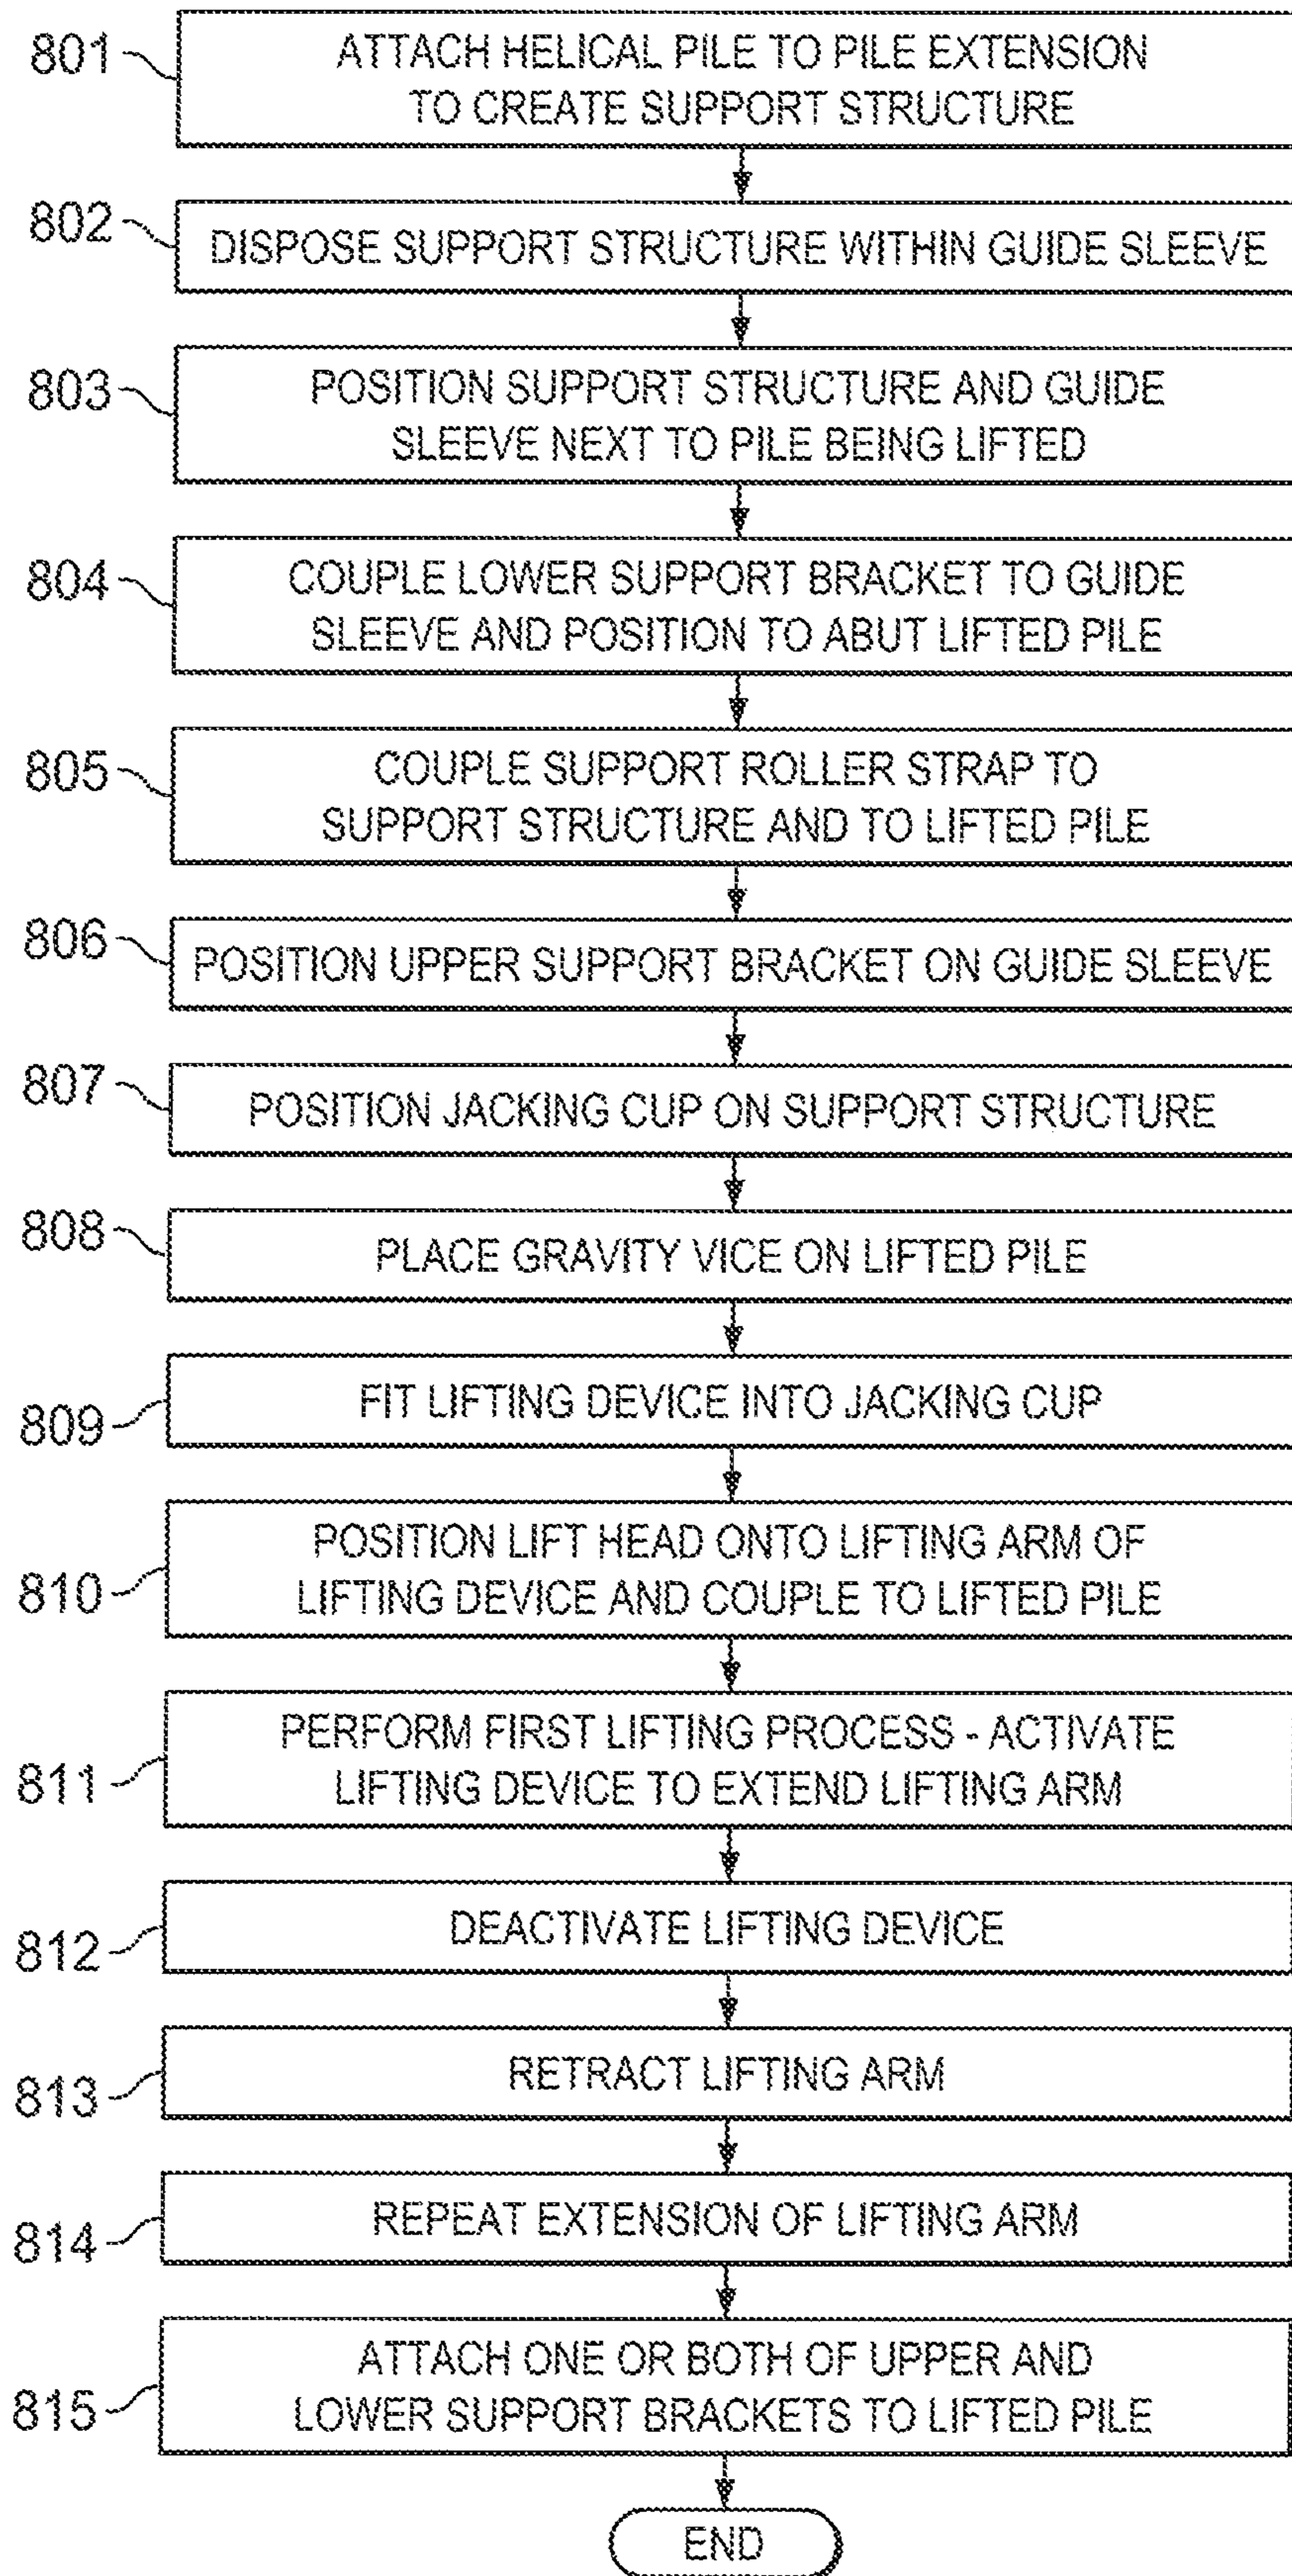 801
ATTACH HELICAL PILE TO PILE EXTENSION
TO CREATE SUPPORT STRUCTURE
802
DISPOSE SUPPORT STRUCTURE WITHIN GUIDE SLEEVE
803
POSITION SUPPORT STRUCTURE AND GUIDE
SLEEVE NEXT TO PILE BEING LIFTED
804
COUPLE LOWER SUPPORT BRACKET TO GUIDE
SLEEVE AND POSITION TO ABUT LIFTED PILE
805
COUPLE SUPPORT ROLLER STRAP TO
SUPPORT STRUCTURE AND TO LIFTED PILE
806
POSITION UPPER SUPPORT BRACKET ON GUIDE SLEEVE
807
POSITION JACKING CUP ON SUPPORT STRUCTURE
808
PLACE GRAVITY VICE ON LIFTED PILE
809
FIT LIFTING DEVICE INTO JACKING CUP
810
POSITION LIFT HEAD ONTO LIFTING ARM OF
LIFTING DEVICE AND COUPLE TO LIFTED PILE
811
PERFORM FIRST LIFTING PROCESS - ACTIVATE
LIFTING DEVICE TO EXTEND LIFTING ARM
812
DEACTIVATE LIFTING DEVICE
813
RETRACT LIFTING ARM
814
REPEAT EXTENSION OF LIFTING ARM
815
ATTACH ONE OR BOTH OF UPPER AND
LOWER SUPPORT BRACKETS TO LIFTED PILE
END